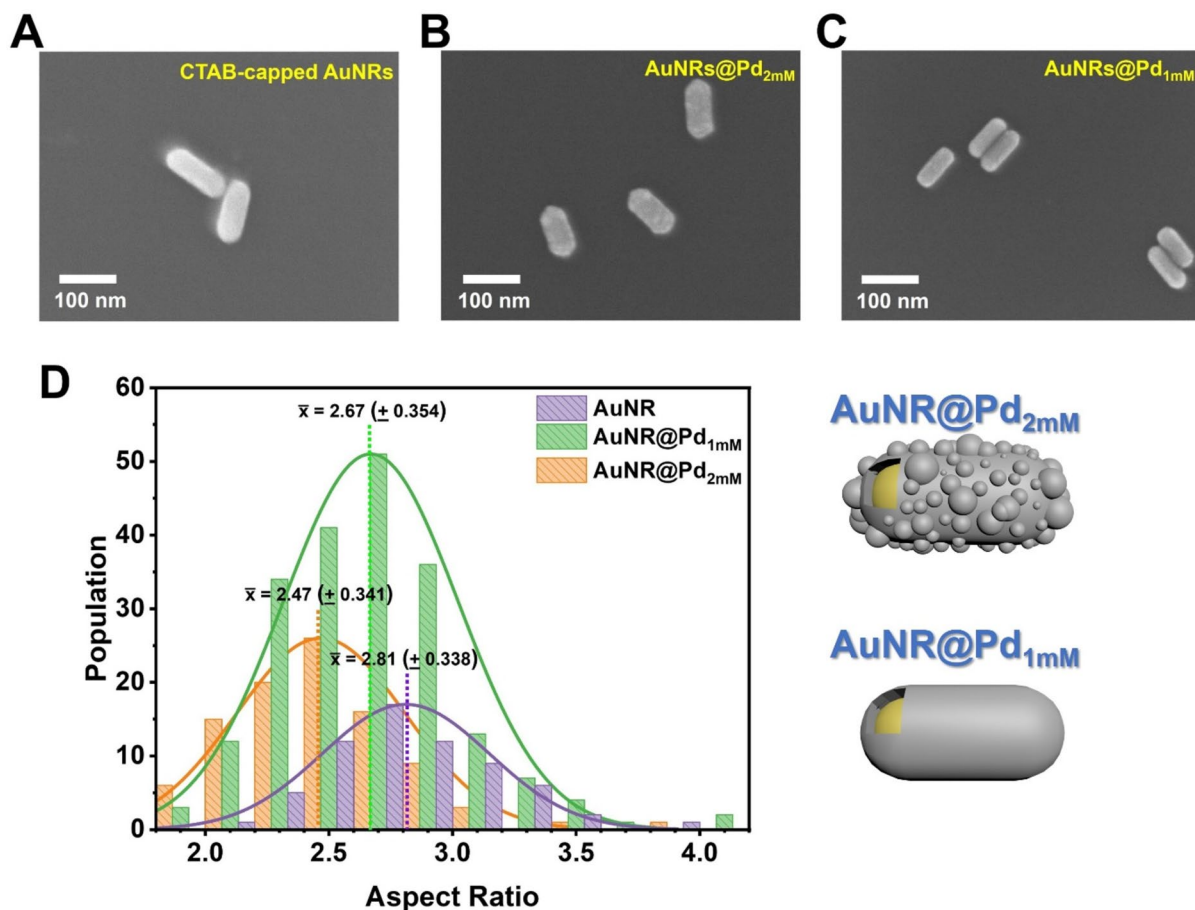 A
B
C
CTAB-capped AuNRs
AuNRs@Pd2mM
AuNRs@Pd1mM
100 nm
100 nm
100 nm
D
60
50
40
30
20
10
0
Population
x̄ = 2.67 (± 0.354)
x̄ = 2.47 (± 0.341)
x̄ = 2.81 (± 0.338)
AuNR
AuNR@Pd1mM
AuNR@Pd2mM
2.0 2.5 3.0 3.5 4.0
Aspect Ratio
AuNR@Pd2mM
AuNR@Pd1mM